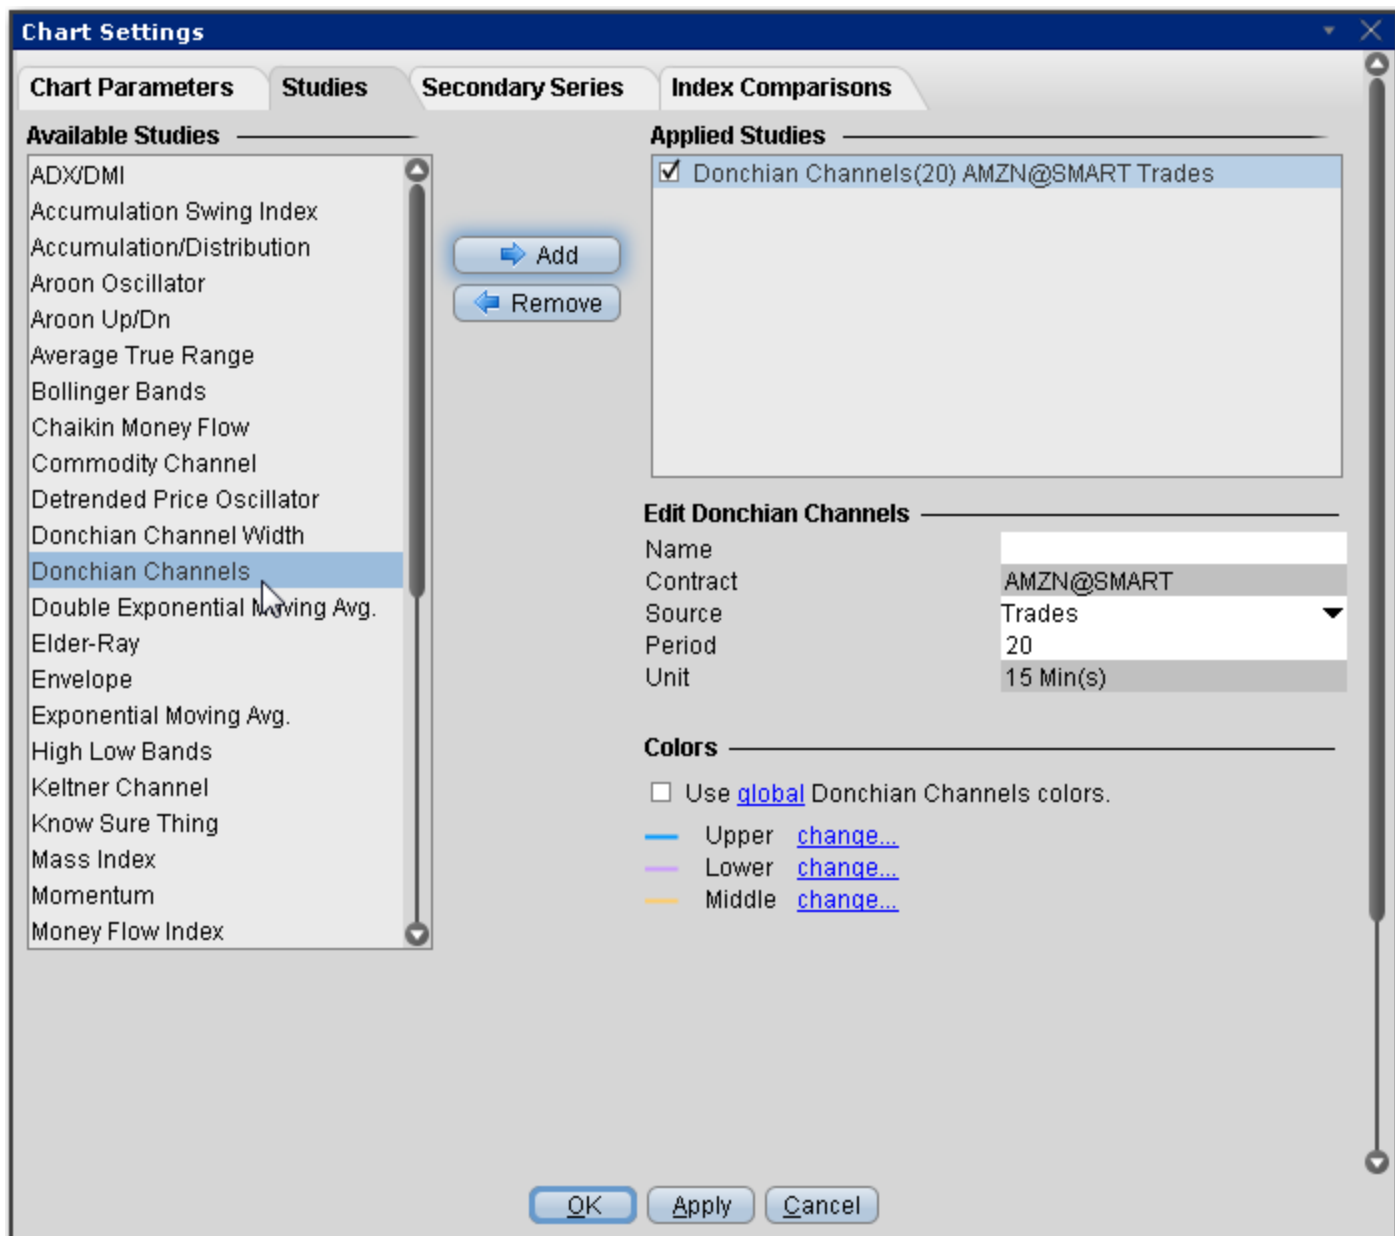 Chart Settings
Chart Parameters
Studies
Secondary Series
Index Comparisons
Available Studies
ADX/DMI
Accumulation Swing Index
Accumulation/Distribution
Aroon Oscillator
Aroon Up/Dn
Average True Range
Bollinger Bands
Chaikin Money Flow
Commodity Channel
Detrended Price Oscillator
Donchian Channel Width
Donchian Channels
Double Exponential Moving Avg.
Elder-Ray
Envelope
Exponential Moving Avg.
High Low Bands
Keltner Channel
Know Sure Thing
Mass Index
Momentum
Money Flow Index
Add
Remove
Applied Studies
Donchian Channels(20) AMZN@SMART Trades
Edit Donchian Channels
Name
Contract AMZN@SMART
Source Trades
Period 20
Unit 15 Min(s)
Colors
Use global Donchian Channels colors.
Upper change...
Lower change...
Middle change...
OK
Apply
Cancel